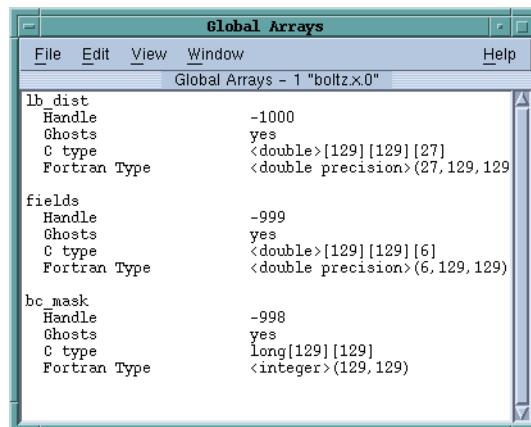 Global Arrays
File Edit View Window Help
Global Arrays - 1 "boltz.x.0"
lb_dist
Handle -1000
Ghosts yes
C type <double>[129][129][27]
Fortran Type <double precision>(27,129,129
fields
Handle -999
Ghosts yes
C type <double>[129][129][6]
Fortran Type <double precision>(6,129,129)
bc_mask
Handle -998
Ghosts yes
C type long[129][129]
Fortran Type <integer>(129,129)